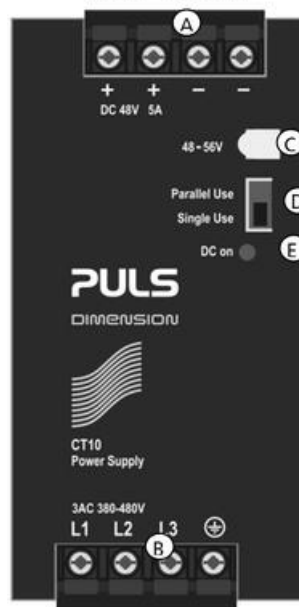 A
+ + − −
DC 48V 5A
48-56V C
Parallel Use
D
Single Use
DC on E
PULS
DIMENSION
CT10
Power Supply
3AC 380-480V
L1 L2 L3
B